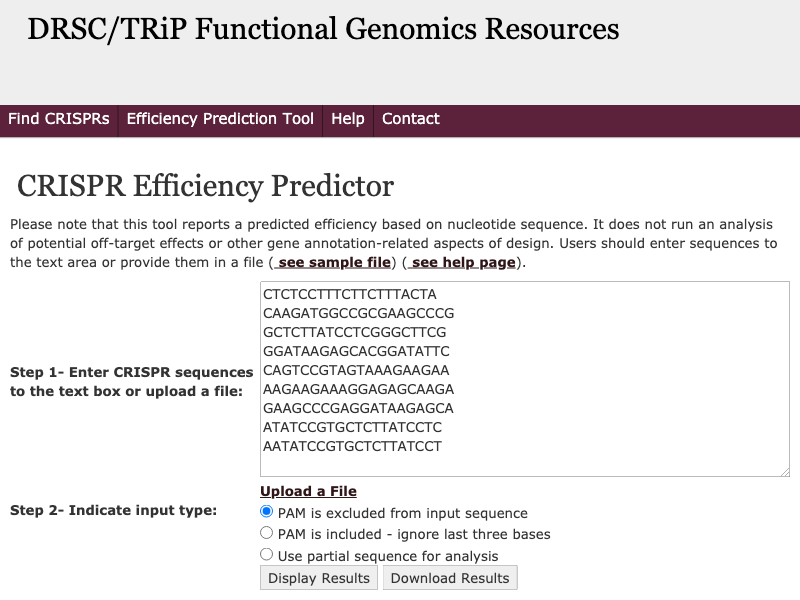 DRSC/TRiP Functional Genomics Resources
Find CRISPRs Efficiency Prediction Tool Help Contact
CRISPR Efficiency Predictor
Please note that this tool reports a predicted efficiency based on nucleotide sequence. It does not run an analysis
of potential off-target effects or other gene annotation-related aspects of design. Users should enter sequences to
the text area or provide them in a file ( see sample file) ( see help page).
Step 1- Enter CRISPR sequences
to the text box or upload a file:
CTCTCCTTTCTTCTTTACTA
CAAGATGGCCGCGAAGCCCG
GCTCTTATCCTCGGGCTTCG
GGATAAGAGCACGGATATTC
CAGTCCGTAGTAAAGAAGAA
AAGAAGAAAGGAGAGCAAGA
GAAGCCCGAGGATAAGAGCA
ATATCCGTGCTCTTATCCTC
AATATCCGTGCTCTTATCCT
Upload a File
Step 2- Indicate input type:
PAM is excluded from input sequence
PAM is included - ignore last three bases
Use partial sequence for analysis
Display Results Download Results